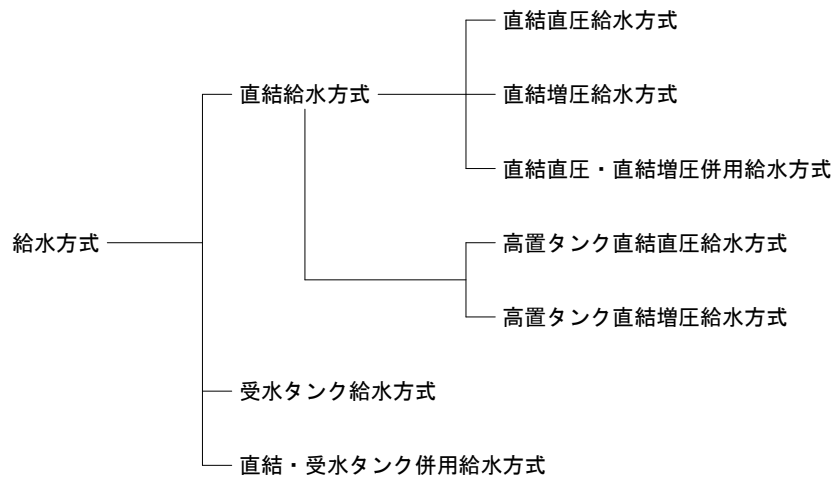 給水方式
直結給水方式
直結直圧給水方式
直結増圧給水方式
直結直圧・直結増圧併用給水方式
高置タンク直結直圧給水方式
高置タンク直結増圧給水方式
受水タンク給水方式
直結・受水タンク併用給水方式